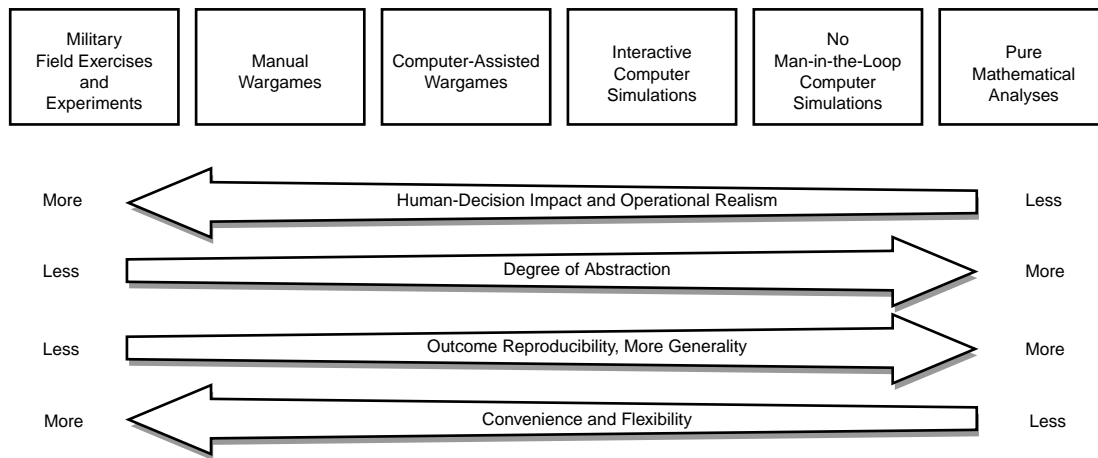 Military
Field Exercises
and
Experiments
Manual
Wargames
Computer-Assisted
Wargames
Interactive
Computer
Simulations
No
Man-in-the-Loop
Computer
Simulations
Pure
Mathematical
Analyses
More
Human-Decision Impact and Operational Realism
Less
Less
Degree of Abstraction
More
Less
Outcome Reproducibility, More Generality
More
More
Convenience and Flexibility
Less